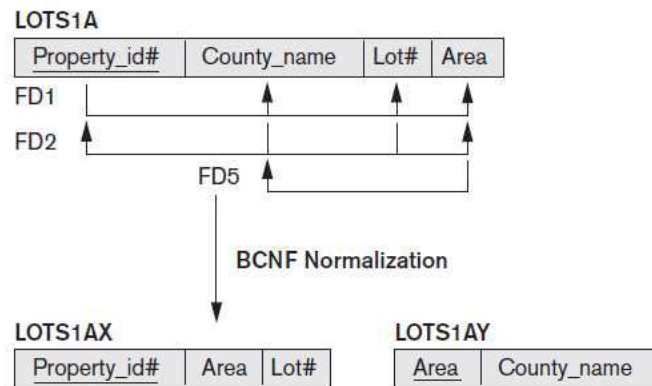 LOTS1A
Property_id# County_name Lot# Area
FD1
FD2
FD5
BCNF Normalization
LOTS1AX LOTS1AY
Property_id# Area Lot# Area County_name